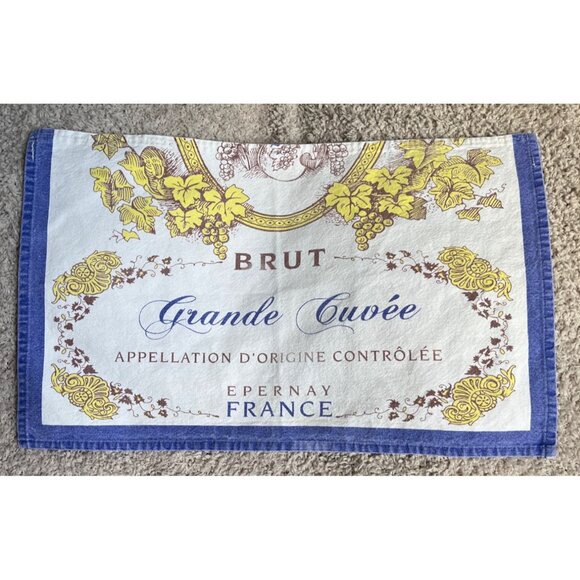 BRUT
Grande Cuvée
APPELLATION D'ORIGINE CONTRÔLÉE
EPERNAY
FRANCE